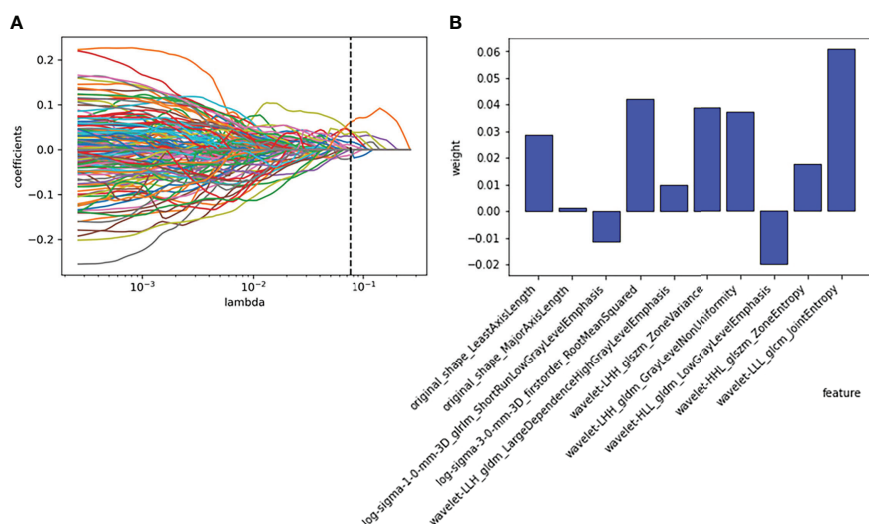 A
B
0.2
0.1
0.0
−0.1
−0.2
coefficients
10−3
10−2
10−1
lambda
0.06
0.05
0.04
0.03
0.02
0.01
0.00
−0.01
−0.02
weight
original_shape_LeastAxisLength
original_shape_MajorAxisLength
log-sigma-1-0-mm-3D_glrlm_ShortRunLowGrayLevelEmphasis
log-sigma-3-0-mm-3D_firstorder_RootMeanSquared
wavelet-LLH_gldm_LargeDependenceHighGrayLevelEmphasis
wavelet-LHH_glszm_ZoneVariance
wavelet-LHH_gldm_GrayLevelNonUniformity
wavelet-HLL_gldm_LowGrayLevelEmphasis
wavelet-HHL_glszm_ZoneEntropy
wavelet-LLL_glcm_JointEntropy
feature